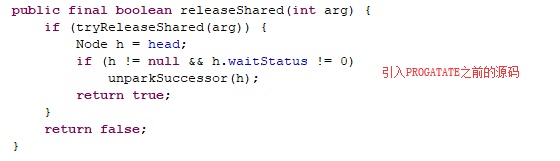 public final boolean releaseShared(int arg) {
    if (tryReleaseShared(arg)) {
        Node h = head;
        if (h != null && h.waitStatus != 0)
            unparkSuccessor(h);
        return true;
    }
    return false;
}
引入PROGATATE之前的源码